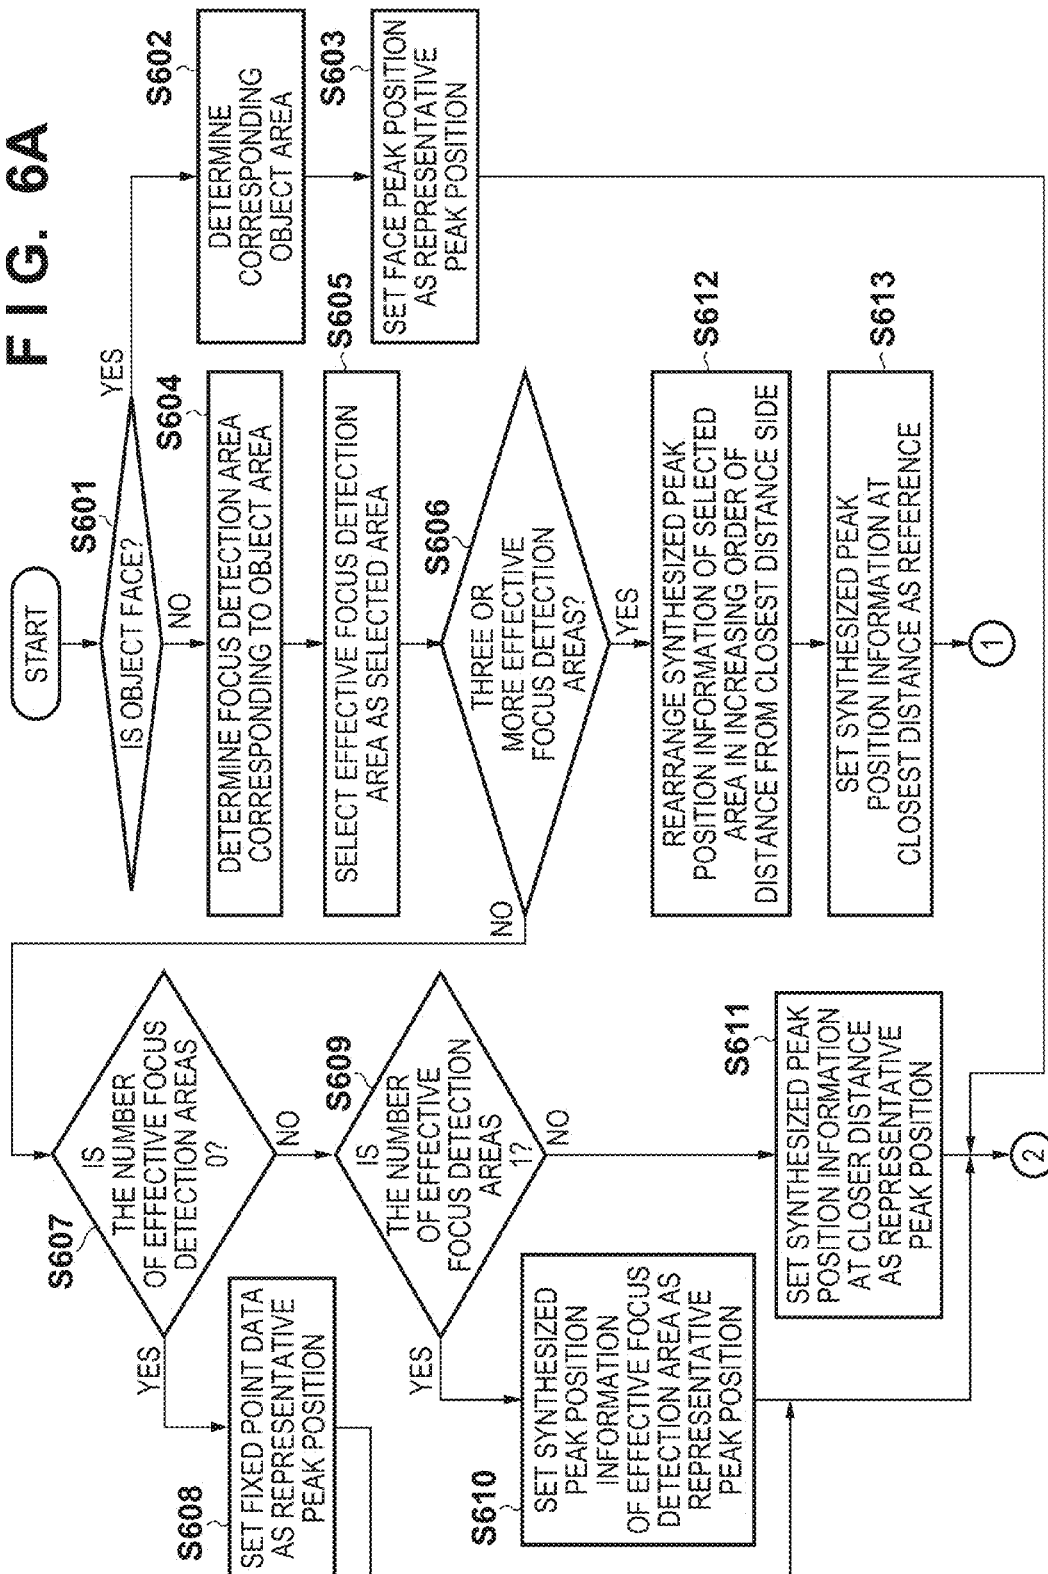 FIG. 6A
START
S601
IS OBJECT FACE?
YES
NO
S602
DETERMINE
CORRESPONDING
OBJECT AREA
S603
SET FACE PEAK POSITION
AS REPRESENTATIVE
PEAK POSITION
S604
DETERMINE FOCUS DETECTION AREA
CORRESPONDING TO OBJECT AREA
S605
SELECT EFFECTIVE FOCUS DETECTION
AREA AS SELECTED AREA
S606
THREE OR
MORE EFFECTIVE
FOCUS DETECTION
AREAS?
NO
YES
S607
IS
THE NUMBER
OF EFFECTIVE FOCUS
DETECTION AREAS
0?
YES
NO
S608
SET FIXED POINT DATA
AS REPRESENTATIVE
PEAK POSITION
S609
IS
THE NUMBER
OF EFFECTIVE
FOCUS DETECTION
AREAS
1?
YES
NO
S610
SET SYNTHESIZED
PEAK POSITION
INFORMATION
OF EFFECTIVE FOCUS
DETECTION AREA AS
REPRESENTATIVE
PEAK POSITION
S611
SET SYNTHESIZED PEAK
POSITION INFORMATION
AT CLOSER DISTANCE
AS REPRESENTATIVE
PEAK POSITION
S612
REARRANGE SYNTHESIZED PEAK
POSITION INFORMATION OF SELECTED
AREA IN INCREASING ORDER OF
DISTANCE FROM CLOSEST DISTANCE SIDE
S613
SET SYNTHESIZED PEAK
POSITION INFORMATION AT
CLOSEST DISTANCE AS REFERENCE
1
2